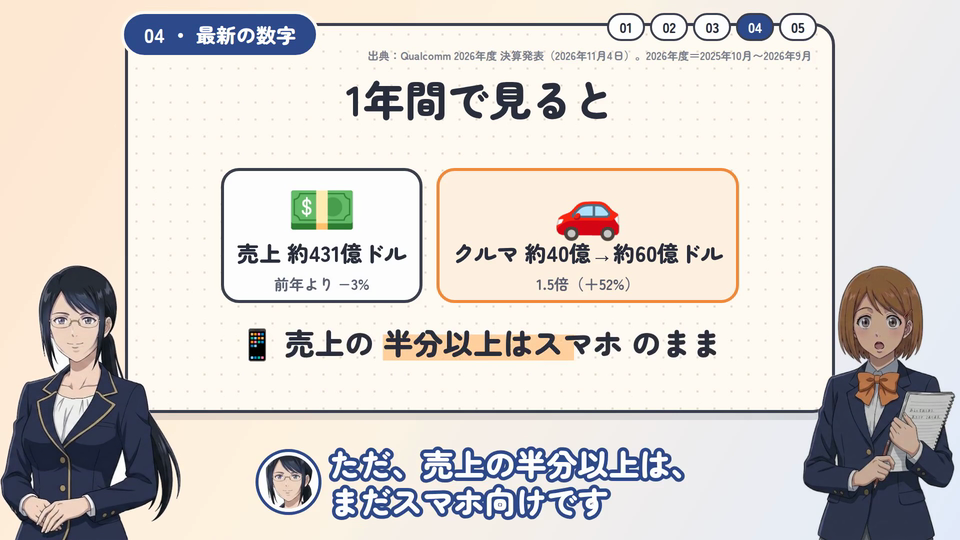 04 ・ 最新の数字
01 02 03 04 05
出典：Qualcomm 2026年度 決算発表（2026年11月4日）。2026年度＝2025年10月〜2026年9月
1年間で見ると
売上 約431億ドル
前年より −3%
クルマ 約40億→約60億ドル
1.5倍（＋52%）
売上の 半分以上はスマホ のまま
ただ、売上の半分以上は、
まだスマホ向けです